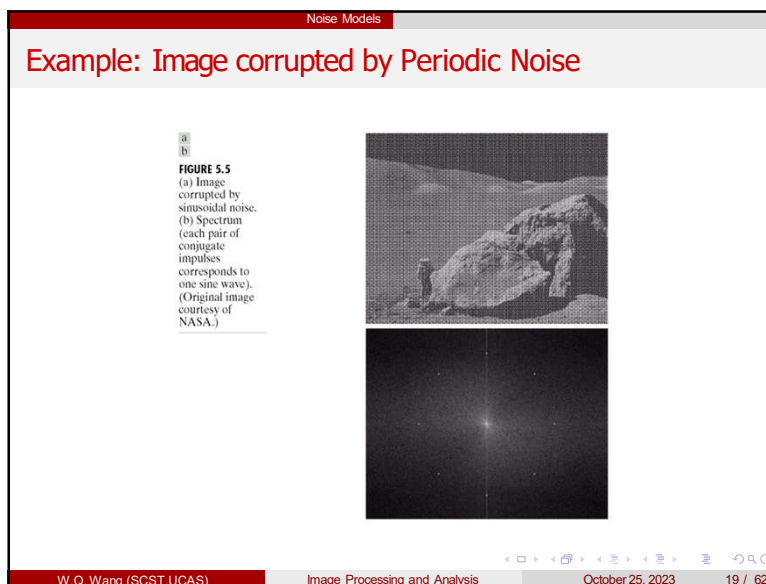 Noise Models
Example: Image corrupted by Periodic Noise
a
b
FIGURE 5.5
(a) Image
corrupted by
sinusoidal noise.
(b) Spectrum
(each pair of
conjugate
impulses
corresponds to
one sine wave).
(Original image
courtesy of
NASA.)
W. Q. Wang (SCST UCAS) Image Processing and Analysis October 25, 2023 19 / 62